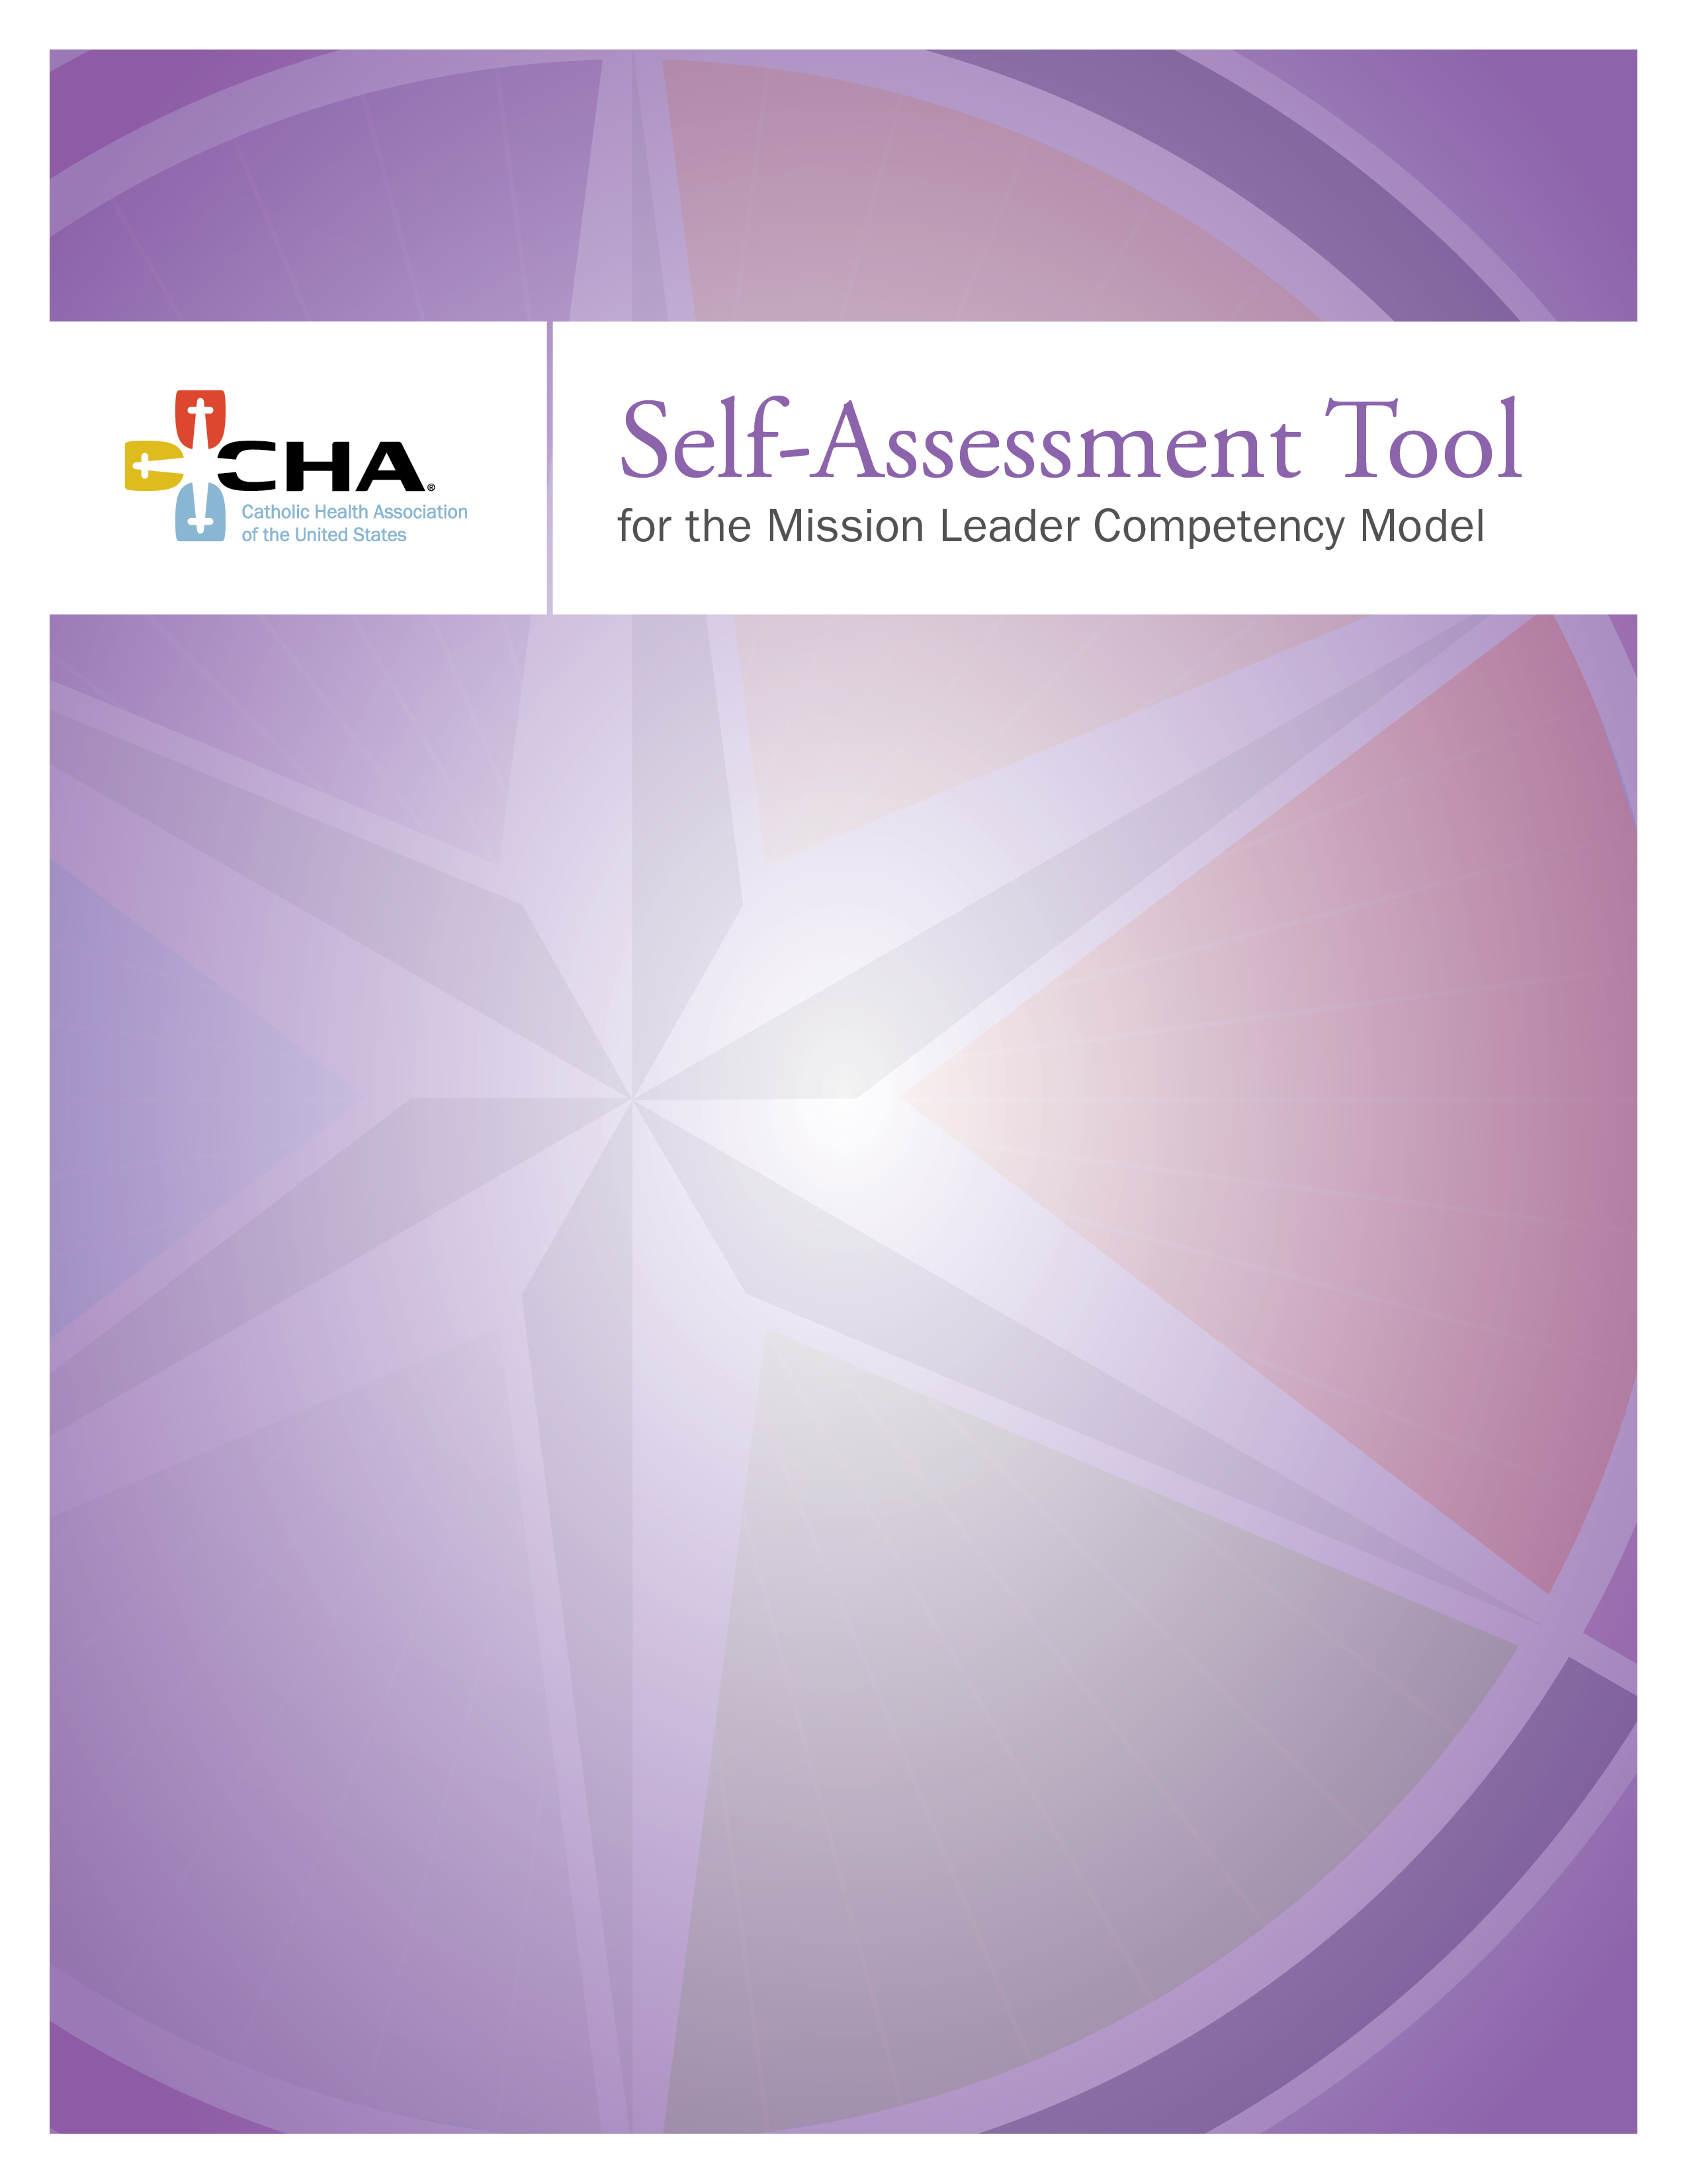 CHA®
Catholic Health Association
of the United States
Self-Assessment Tool
for the Mission Leader Competency Model